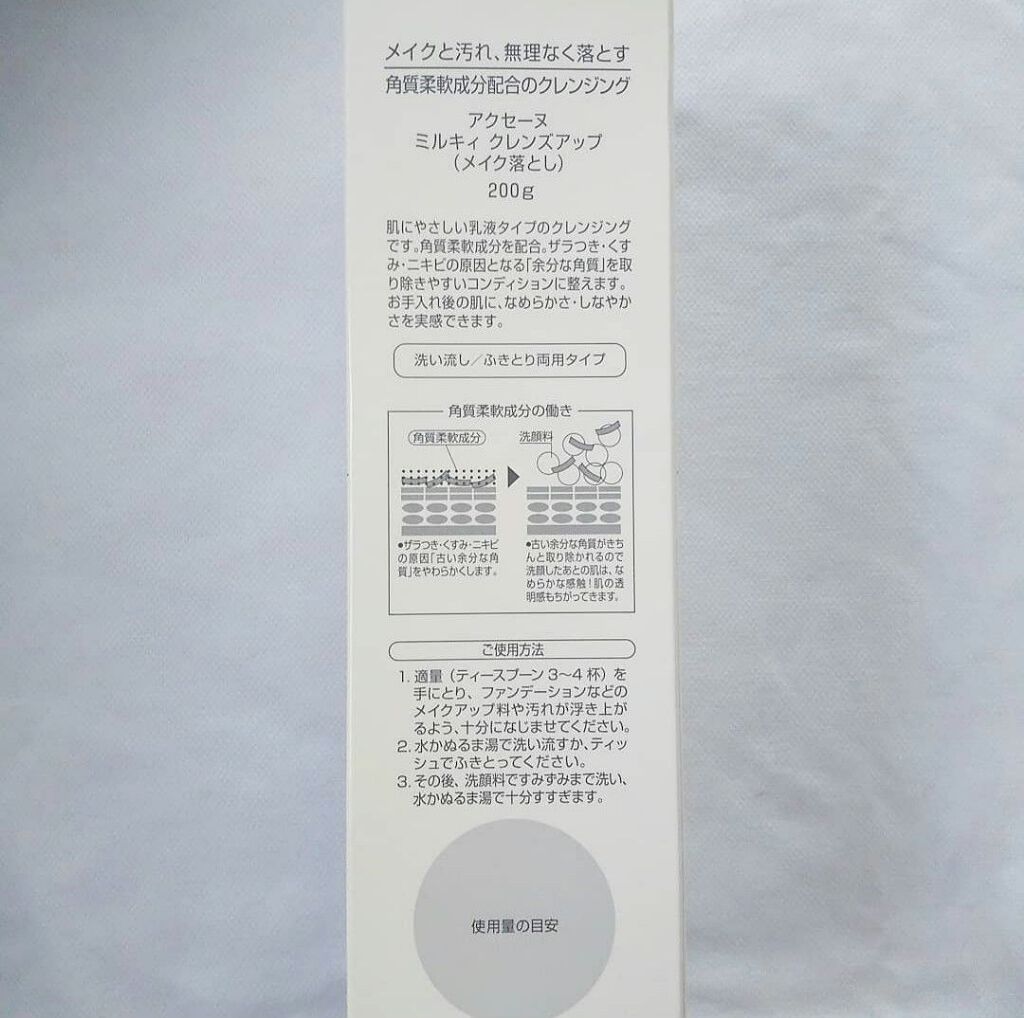 メイクと汚れ、無理なく落とす
角質柔軟成分配合のクレンジング
アクセーヌ
ミルキィ クレンズアップ
（メイク落とし）
200g
肌にやさしい乳液タイプのクレンジング
です。角質柔軟成分を配合。ザラつき・くす
み・ニキビの原因となる「余分な角質」を取
り除きやすいコンディションに整えます。
お手入れ後の肌に、なめらかさ・しなやか
さを実感できます。
洗い流し／ふきとり両用タイプ
角質柔軟成分の働き
角質柔軟成分
洗顔料
●ザラつき・くすみ・ニキビ
の原因「古い余分な角
質」をやわらかくします。
●古い余分な角質がきち
んと取り除かれるので
洗顔したあとの肌は、な
めらかな感触！肌の透
明感もちがってきます。
ご使用方法
1. 適量（ティースプーン 3〜4 杯）を
手にとり、ファンデーションなどの
メイクアップ料や汚れが浮き上が
るよう、十分になじませてください。
2. 水かぬるま湯で洗い流すか、ティッ
シュでふきとってください。
3. その後、洗顔料ですみずみまで洗い、
水かぬるま湯で十分すすぎます。
使用量の目安